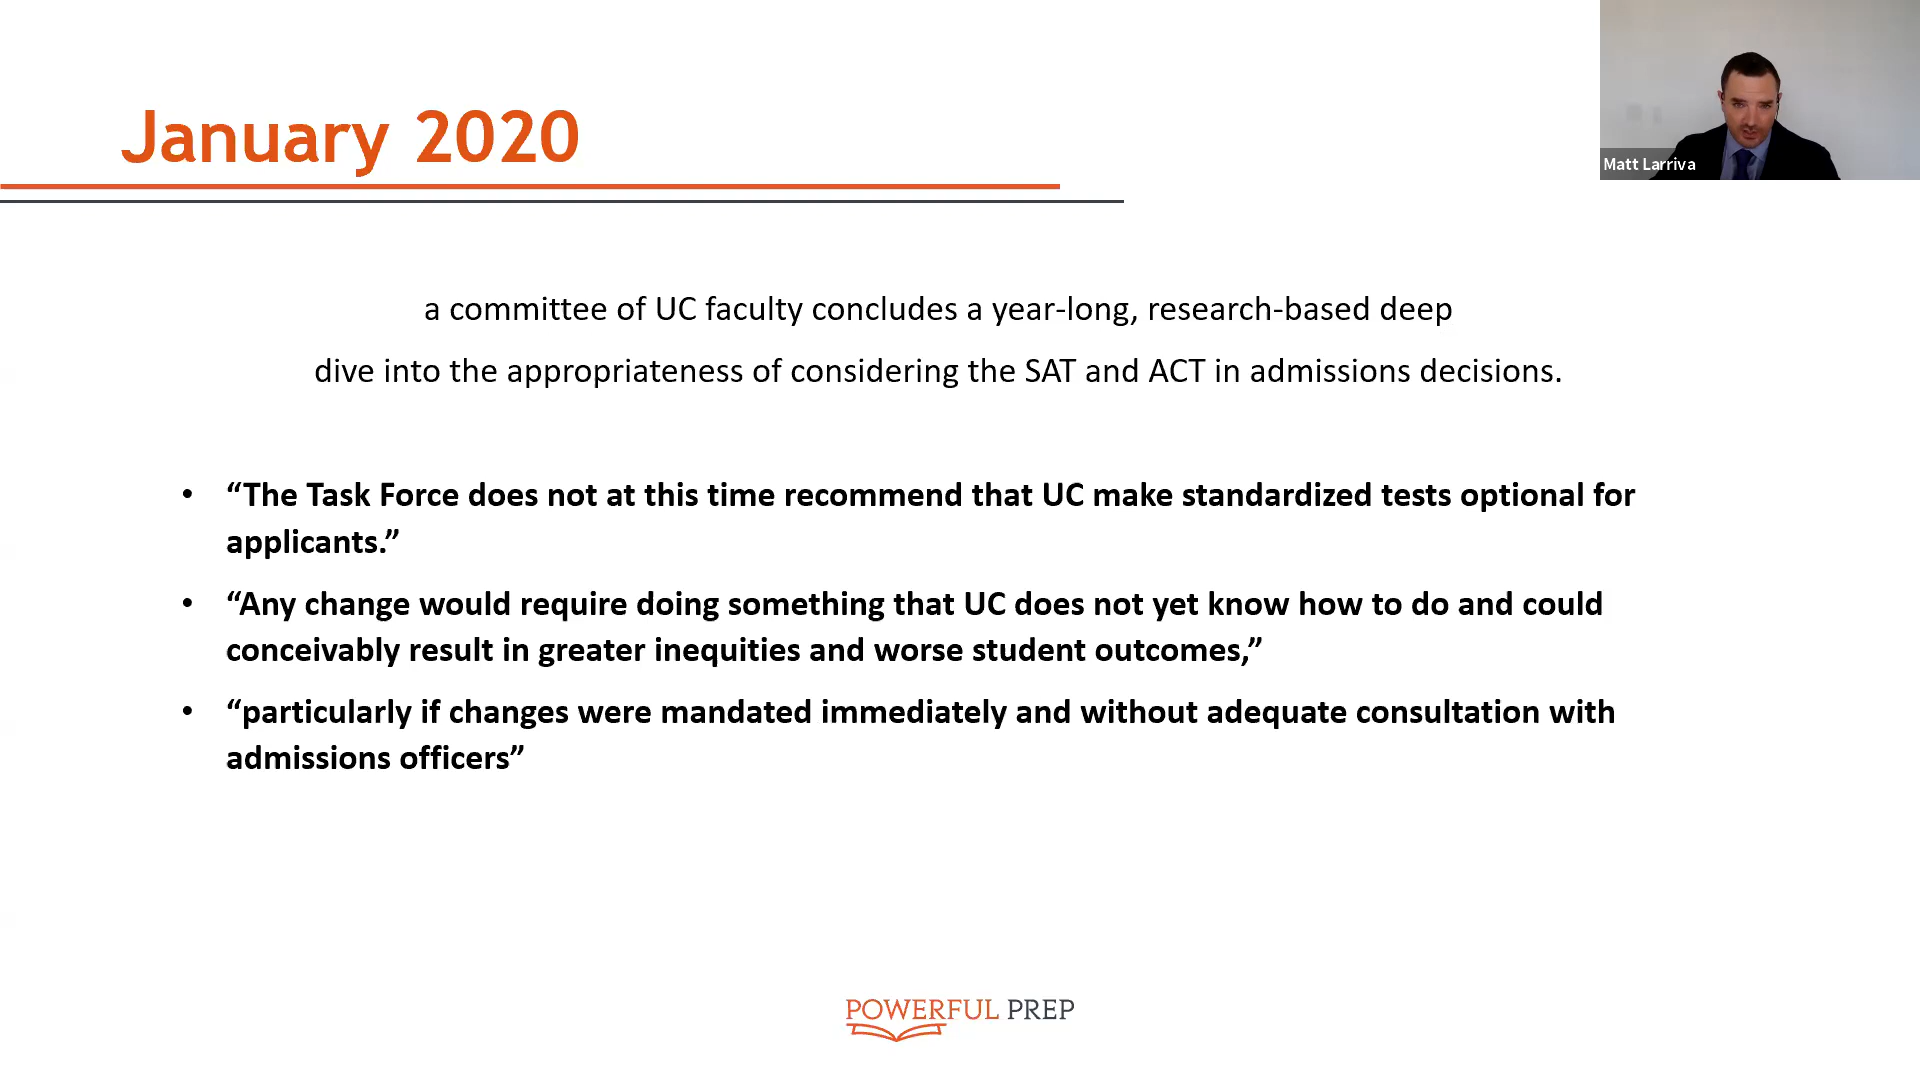 January 2020
Matt Larriva
a committee of UC faculty concludes a year-long, research-based deep
dive into the appropriateness of considering the SAT and ACT in admissions decisions.
• “The Task Force does not at this time recommend that UC make standardized tests optional for
applicants.”
• “Any change would require doing something that UC does not yet know how to do and could
conceivably result in greater inequities and worse student outcomes,”
• “particularly if changes were mandated immediately and without adequate consultation with
admissions officers”
POWERFUL PREP